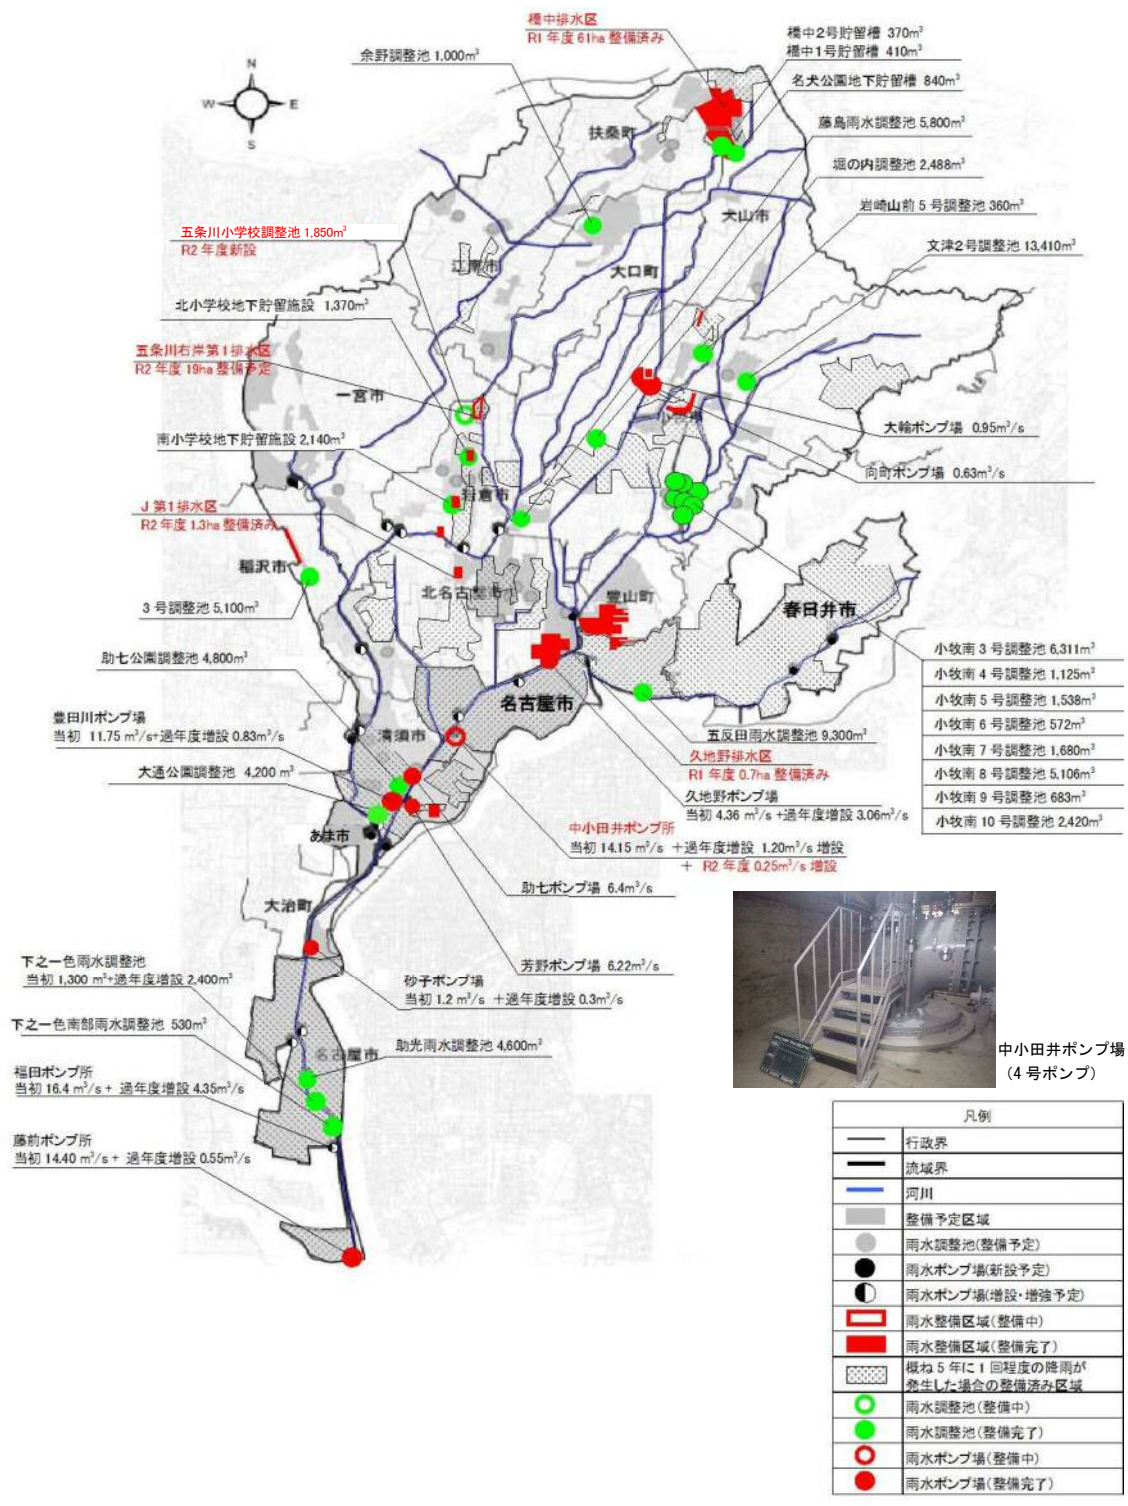 橋中排水区
R1 年度 61ha 整備済み
橋中2号貯留槽 370m³
橋中1号貯留槽 410m³
余野調整池 1,000m³
名犬公園地下貯留槽 840m³
N
W E
S
扶桑町
藤島雨水調整池 5,800m³
堀の内調整池 2,488m³
岩崎山前 5 号調整池 360m³
犬山市
五条川小学校調整池 1,850m³
R2 年度新設
文津2号調整池 13,410m³
江南市
大口町
北小学校地下貯留施設 1,370m³
五条川右岸第1排水区
R2 年度 19ha 整備予定
一宮市
大輪ポンプ場 0.95m³/s
南小学校地下貯留施設 2,140m³
向町ポンプ場 0.63m³/s
岩倉市
J 第1排水区
R2 年度 1.3ha 整備済み
稲沢市
北名古屋市
豊山町
春日井市
3 号調整池 5,100m³
小牧南 3 号調整池 6,311m³
小牧南 4 号調整池 1,125m³
小牧南 5 号調整池 1,538m³
小牧南 6 号調整池 572m³
小牧南 7 号調整池 1,680m³
小牧南 8 号調整池 5,106m³
小牧南 9 号調整池 683m³
小牧南 10 号調整池 2,420m³
助七公園調整池 4,800m³
名古屋市
豊田川ポンプ場
当初 11.75 m³/s+過年度増設 0.83m³/s
清須市
五反田雨水調整池 9,300m³
久地野排水区
R1 年度 0.7ha 整備済み
大通公園調整池 4,200 m³
久地野ポンプ場
当初 4.36 m³/s +過年度増設 3.06m³/s
あま市
中小田井ポンプ所
当初 14.15 m³/s +過年度増設 1.20m³/s 増設
+ R2 年度 0.25m³/s 増設
助七ポンプ場 6.4m³/s
大治町
下之一色雨水調整池
当初 1,300 m³+過年度増設 2,400m³
芳野ポンプ場 6.22m³/s
砂子ポンプ場
当初 1.2 m³/s +過年度増設 0.3m³/s
下之一色南部雨水調整池 530m³
助光雨水調整池 4,600m³
名古屋市
福田ポンプ所
当初 16.4 m³/s + 過年度増設 4.35m³/s
藤前ポンプ所
当初 14.40 m³/s + 過年度増設 0.55m³/s
中小田井ポンプ場
（4 号ポンプ）
凡例
行政界
流域界
河川
整備予定区域
雨水調整池(整備予定)
雨水ポンプ場(新設予定)
雨水ポンプ場(増設・増強予定)
雨水整備区域(整備中)
雨水整備区域(整備完了)
概ね 5 年に 1 回程度の降雨が
発生した場合の整備済み区域
雨水調整池(整備中)
雨水調整池(整備完了)
雨水ポンプ場(整備中)
雨水ポンプ場(整備完了)